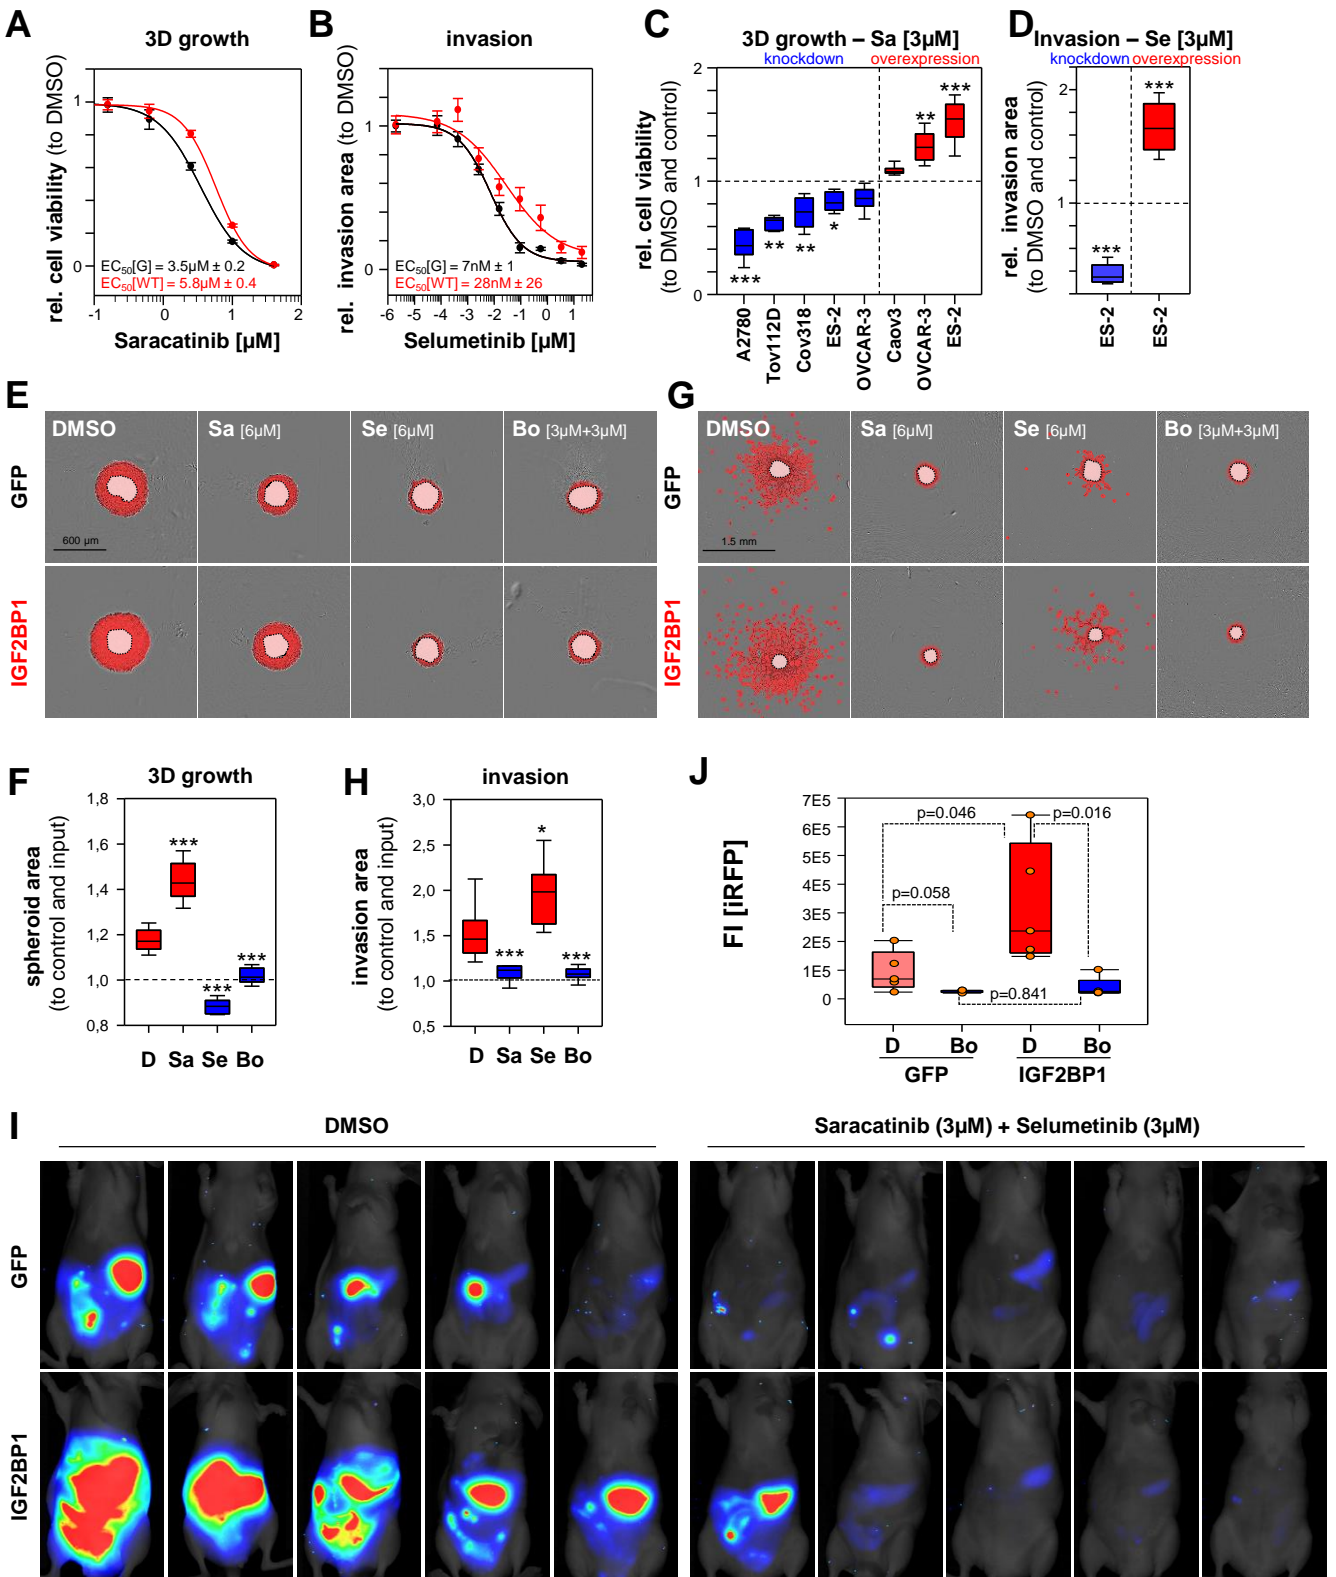 A
3D growth
rel. cell viability (to DMSO)
1
0
EC50[G] = 3.5µM ± 0.2
EC50[WT] = 5.8µM ± 0.4
-1 0 1 2
Saracatinib [µM]
B
invasion
rel. invasion area (to DMSO)
1
0
EC50[G] = 7nM ± 1
EC50[WT] = 28nM ± 26
-6 -5 -4 -3 -2 -1 0 1 2
Selumetinib [µM]
C
3D growth – Sa [3µM]
knockdown overexpression
rel. cell viability
(to DMSO and control)
2
1
0
***
**
**
*
**
***
A2780
Tov112D
Cov318
ES-2
OVCAR-3
Caov3
OVCAR-3
ES-2
D
Invasion – Se [3µM]
knockdown overexpression
rel. invasion area
(to DMSO and control)
2
1
0
***
***
ES-2
ES-2
E
DMSO Sa [6µM] Se [6µM] Bo [3µM+3µM]
GFP
600 µm
IGF2BP1
G
DMSO Sa [6µM] Se [6µM] Bo [3µM+3µM]
GFP
1.5 mm
IGF2BP1
F
3D growth
spheroid area
(to control and input)
1,8
1,6
1,4
1,2
1,0
0,8
***
***
***
D Sa Se Bo
H
invasion
invasion area
(to control and input)
3,0
2,5
2,0
1,5
1,0
0,5
***
*
***
D Sa Se Bo
J
FI [iRFP]
7E5
6E5
5E5
4E5
3E5
2E5
1E5
0
p=0.046
p=0.016
p=0.058
p=0.841
D Bo D Bo
GFP IGF2BP1
I
DMSO
Saracatinib (3µM) + Selumetinib (3µM)
GFP
IGF2BP1